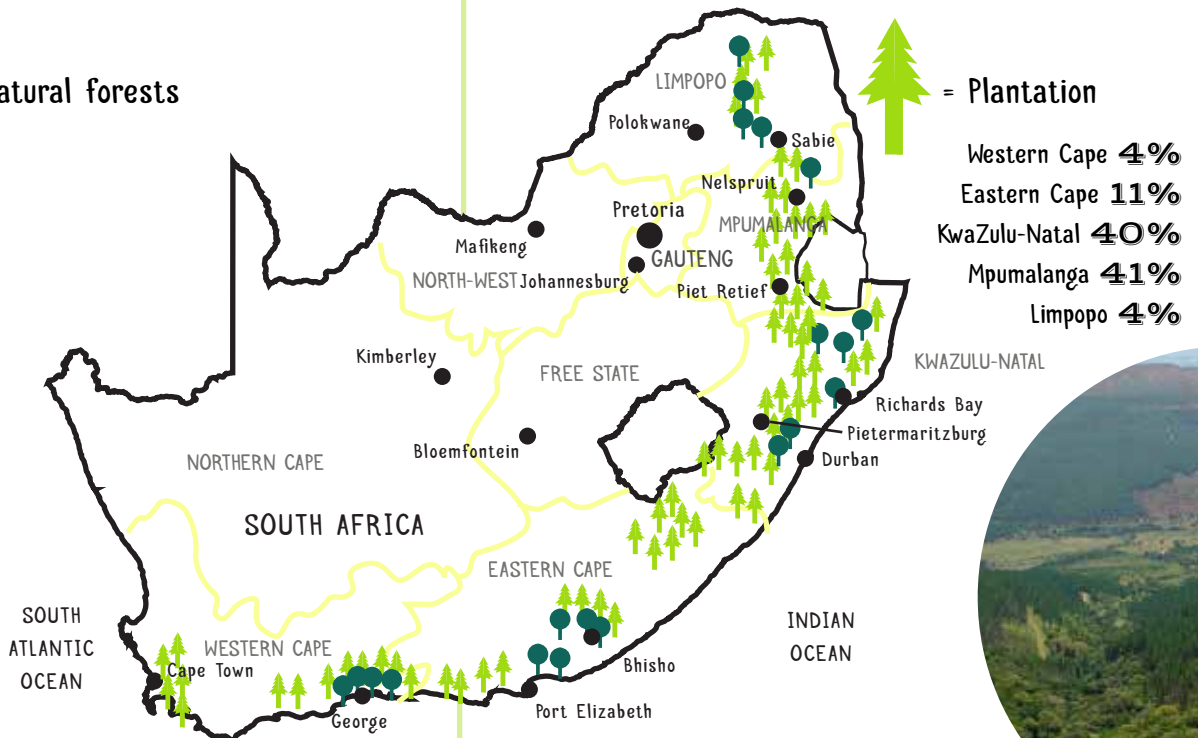 natural forests
= Plantation
Western Cape 4%
Eastern Cape 11%
KwaZulu-Natal 40%
Mpumalanga 41%
Limpopo 4%
LIMPOPO
Polokwane
Sabie
Nelspruit
Pretoria
MPUMALANGA
Mafikeng
GAUTENG
NORTH-WEST
Johannesburg
Piet Retief
Kimberley
FREE STATE
KWAZULU-NATAL
Richards Bay
Pietermaritzburg
Bloemfontein
Durban
NORTHERN CAPE
SOUTH AFRICA
EASTERN CAPE
SOUTH
ATLANTIC
OCEAN
WESTERN CAPE
Cape Town
INDIAN
OCEAN
Bhisho
Port Elizabeth
George